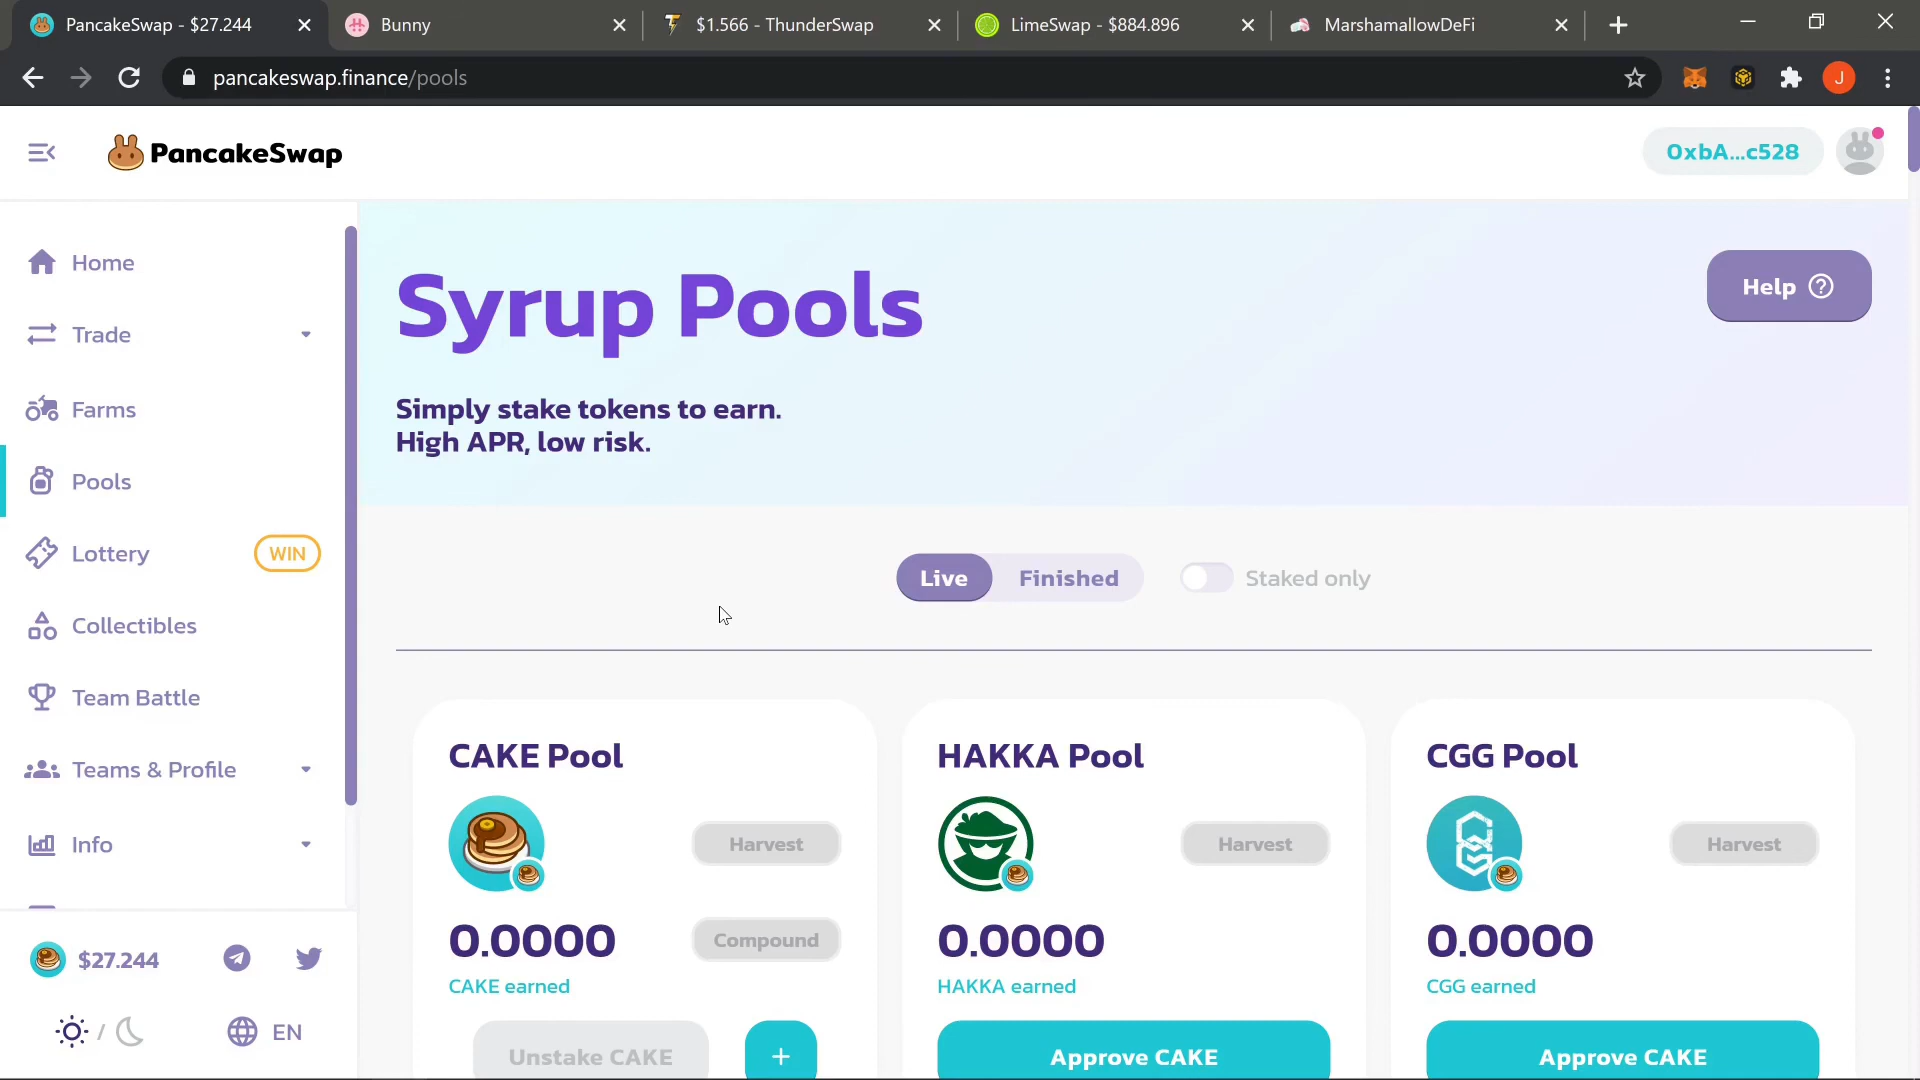 PancakeSwap - $27.244
Bunny
$1.566 - ThunderSwap
LimeSwap - $884.896
MarshamallowDeFi
pancakeswap.finance/pools
J
PancakeSwap
0xbA...c528
Home
Trade
Farms
Pools
Lottery
WIN
Collectibles
Team Battle
Teams & Profile
Info
$27.244
/
EN
Syrup Pools
Help
Simply stake tokens to earn.
High APR, low risk.
Live
Finished
Staked only
CAKE Pool
Harvest
0.0000
Compound
CAKE earned
Unstake CAKE
+
HAKKA Pool
Harvest
0.0000
HAKKA earned
Approve CAKE
CGG Pool
Harvest
0.0000
CGG earned
Approve CAKE